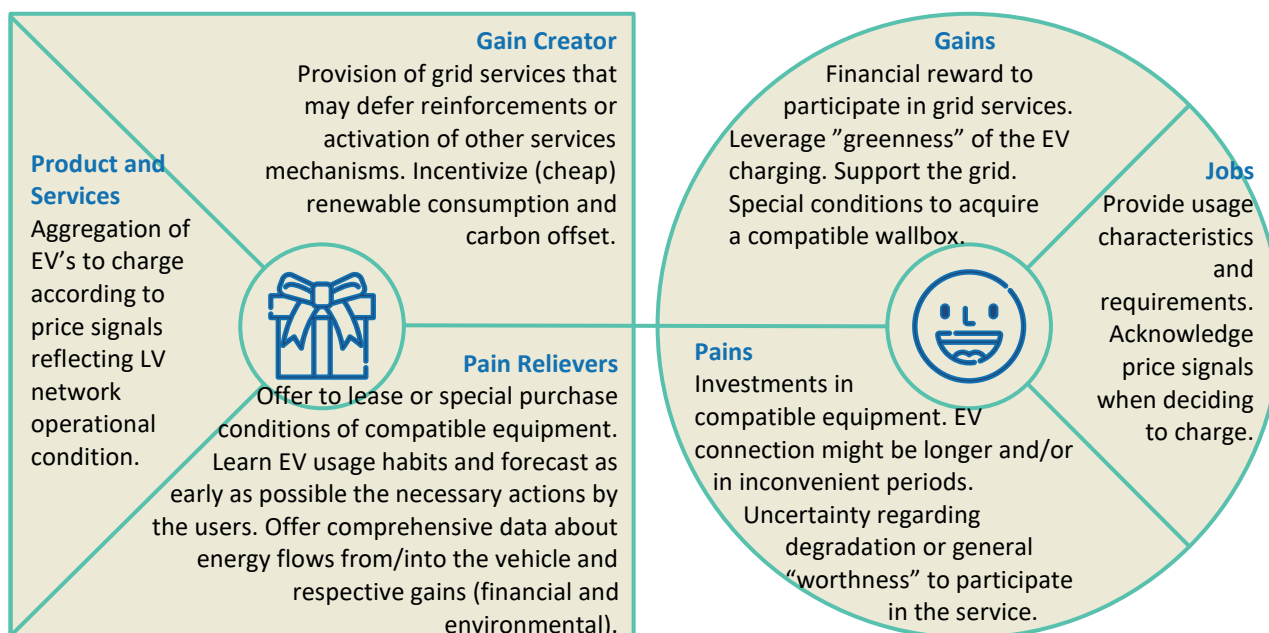 Gain Creator
Provision of grid services that
may defer reinforcements or
activation of other services
mechanisms. Incentivize (cheap)
renewable consumption and
carbon offset.
Product and
Services
Aggregation of
EV's to charge
according to
price signals
reflecting LV
network
operational
condition.
Pain Relievers
Offer to lease or special purchase
conditions of compatible equipment.
Learn EV usage habits and forecast as
early as possible the necessary actions by
the users. Offer comprehensive data about
energy flows from/into the vehicle and
respective gains (financial and
environmental).
Gains
Financial reward to
participate in grid services.
Leverage ”greenness” of the EV
charging. Support the grid.
Special conditions to acquire
a compatible wallbox.
Jobs
Provide usage
characteristics
and
requirements.
Acknowledge
price signals
when deciding
to charge.
Pains
Investments in
compatible equipment. EV
connection might be longer and/or
in inconvenient periods.
Uncertainty regarding
degradation or general
“worthness” to participate
in the service.